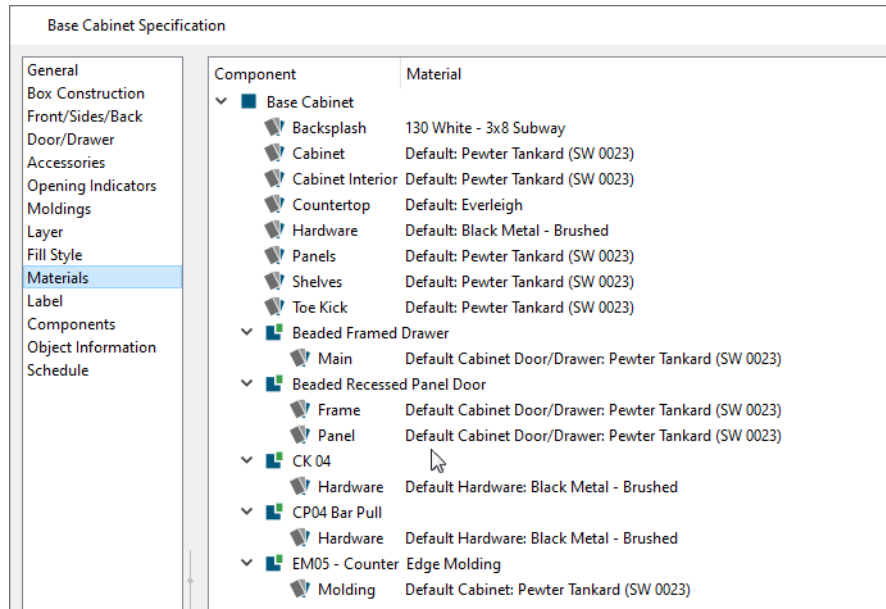 Base Cabinet Specification
General
Box Construction
Front/Sides/Back
Door/Drawer
Accessories
Opening Indicators
Moldings
Layer
Fill Style
Materials
Label
Components
Object Information
Schedule
Component Material
Base Cabinet
Backsplash 130 White - 3x8 Subway
Cabinet Default: Pewter Tankard (SW 0023)
Cabinet Interior Default: Pewter Tankard (SW 0023)
Countertop Default: Everleigh
Hardware Default: Black Metal - Brushed
Panels Default: Pewter Tankard (SW 0023)
Shelves Default: Pewter Tankard (SW 0023)
Toe Kick Default: Pewter Tankard (SW 0023)
Beaded Framed Drawer
Main Default Cabinet Door/Drawer: Pewter Tankard (SW 0023)
Beaded Recessed Panel Door
Frame Default Cabinet Door/Drawer: Pewter Tankard (SW 0023)
Panel Default Cabinet Door/Drawer: Pewter Tankard (SW 0023)
CK 04
Hardware Default Hardware: Black Metal - Brushed
CP04 Bar Pull
Hardware Default Hardware: Black Metal - Brushed
EM05 - Counter Edge Molding
Molding Default Cabinet: Pewter Tankard (SW 0023)